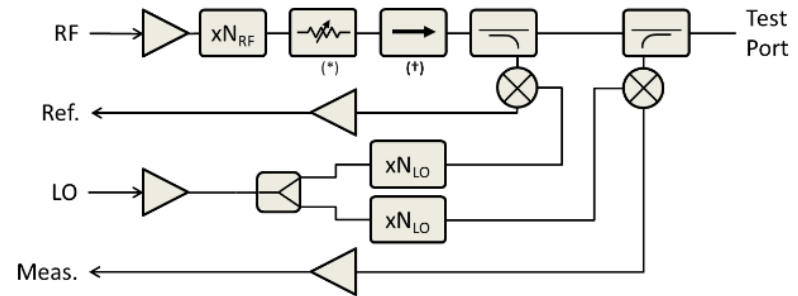 RF
xN_RF
(*)
(†)
Test
Port
Ref.
LO
xN_LO
xN_LO
Meas.